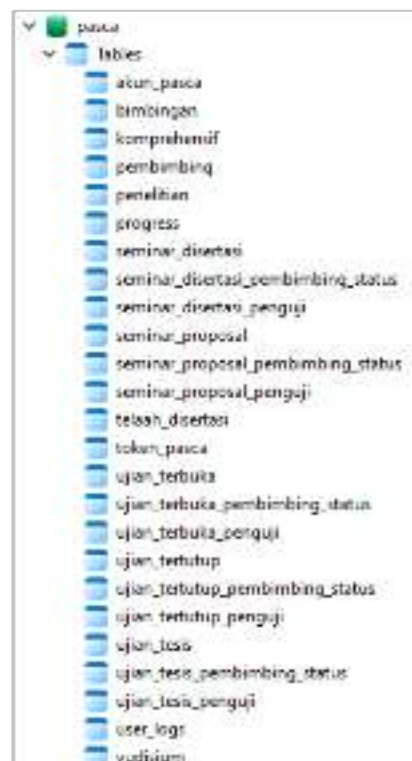 pasca
Tables
akun_pasca
bimbingan
komprehensif
pembimbing
penelitian
progress
seminar_disertasi
seminar_disertasi_pembimbing_status
seminar_disertasi_penguji
seminar_proposal
seminar_proposal_pembimbing_status
seminar_proposal_penguji
telaah_disertasi
token_pasca
ujian_terbuka
ujian_terbuka_pembimbing_status
ujian_terbuka_penguji
ujian_tertutup
ujian_tertutup_pembimbing_status
ujian_tertutup_penguji
ujian_tesis
ujian_tesis_pembimbing_status
ujian_tesis_penguji
user_logs
yudisium